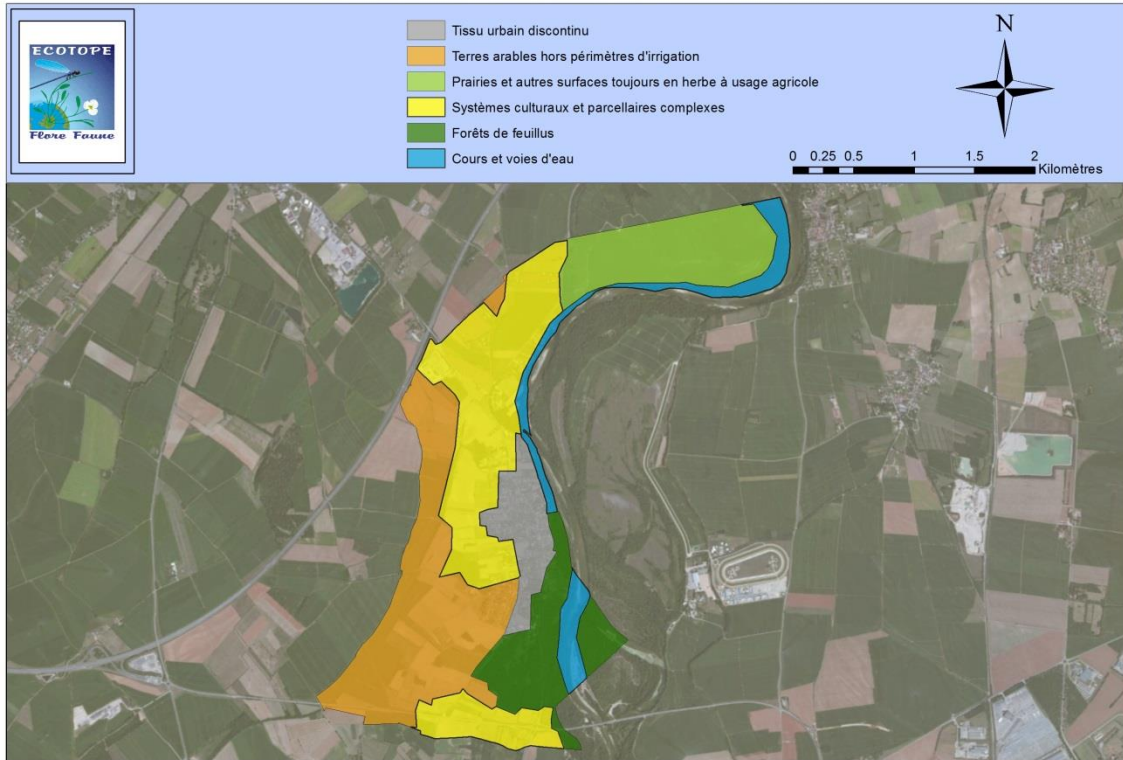 ECOTOPE
Flore Faune
Tissu urbain discontinu
Terres arables hors périmètres d'irrigation
Prairies et autres surfaces toujours en herbe à usage agricole
Systèmes culturaux et parcellaires complexes
Forêts de feuillus
Cours et voies d'eau
N
0 0.25 0.5 1 1.5 2
Kilomètres